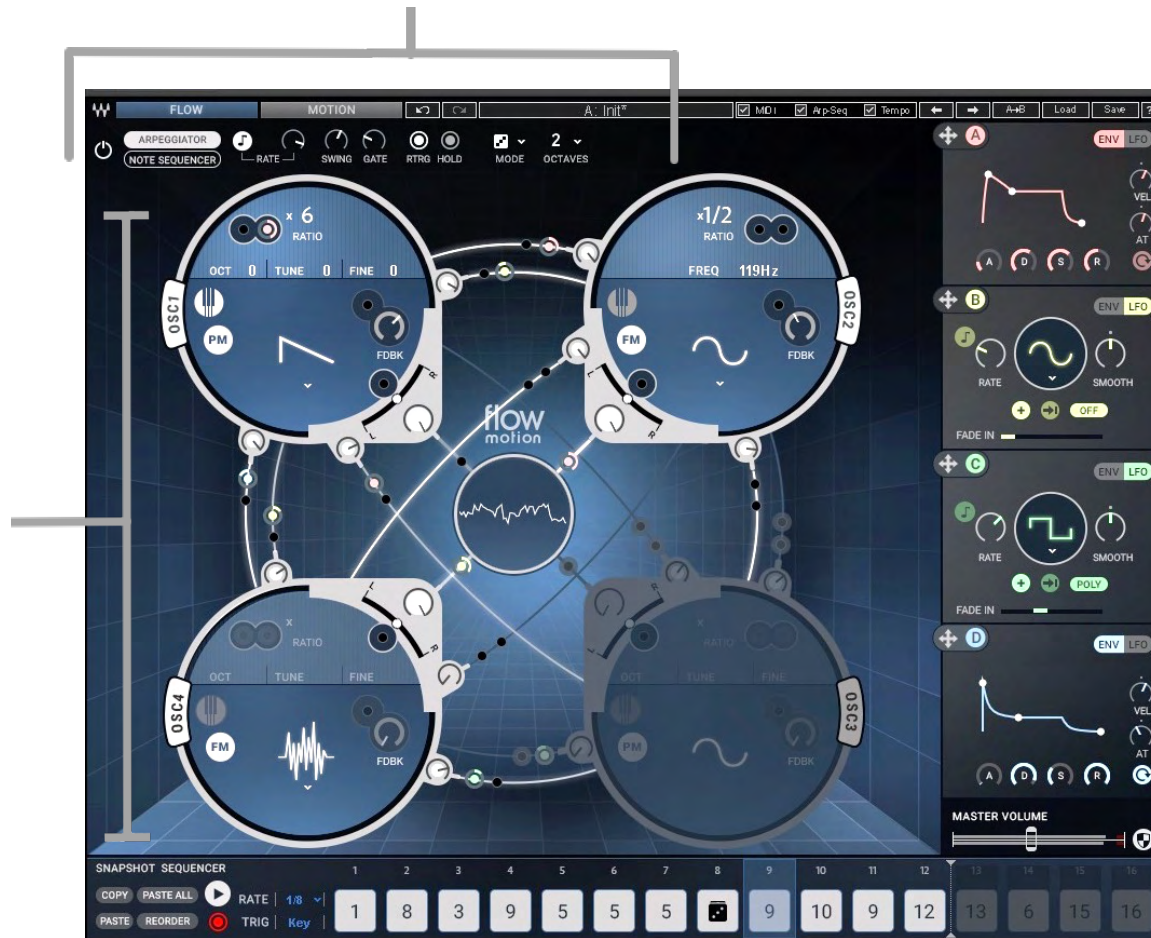 FLOW MOTION A: Init* MIDI Arp-Seq Tempo A→B Load Save ?
ARPEGGIATOR
NOTE SEQUENCER
RATE SWING GATE RTRG HOLD MODE 2 OCTAVES
A ENV LFO
VEL
AT
A D S R
x 6
RATIO
OCT 0 TUNE 0 FINE 0
OSC1
PM
FDBK
L R
x1/2
RATIO
FREQ 119Hz
OSC2
FM
FDBK
L R
B ENV LFO
RATE SMOOTH
+ OFF
FADE IN
flow
motion
C ENV LFO
RATE SMOOTH
+ POLY
FADE IN
x
RATIO
OCT TUNE FINE
OSC4
FM
FDBK
L R
x
RATIO
OCT TUNE FINE
OSC3
PM
FDBK
L R
D ENV LFO
VEL
AT
A D S R
MASTER VOLUME
SNAPSHOT SEQUENCER
COPY PASTE ALL RATE 1/8
PASTE REORDER TRIG Key
1 2 3 4 5 6 7 8 9 10 11 12 13 14 15 16
1 8 3 9 5 5 5 9 10 9 12 13 6 15 16